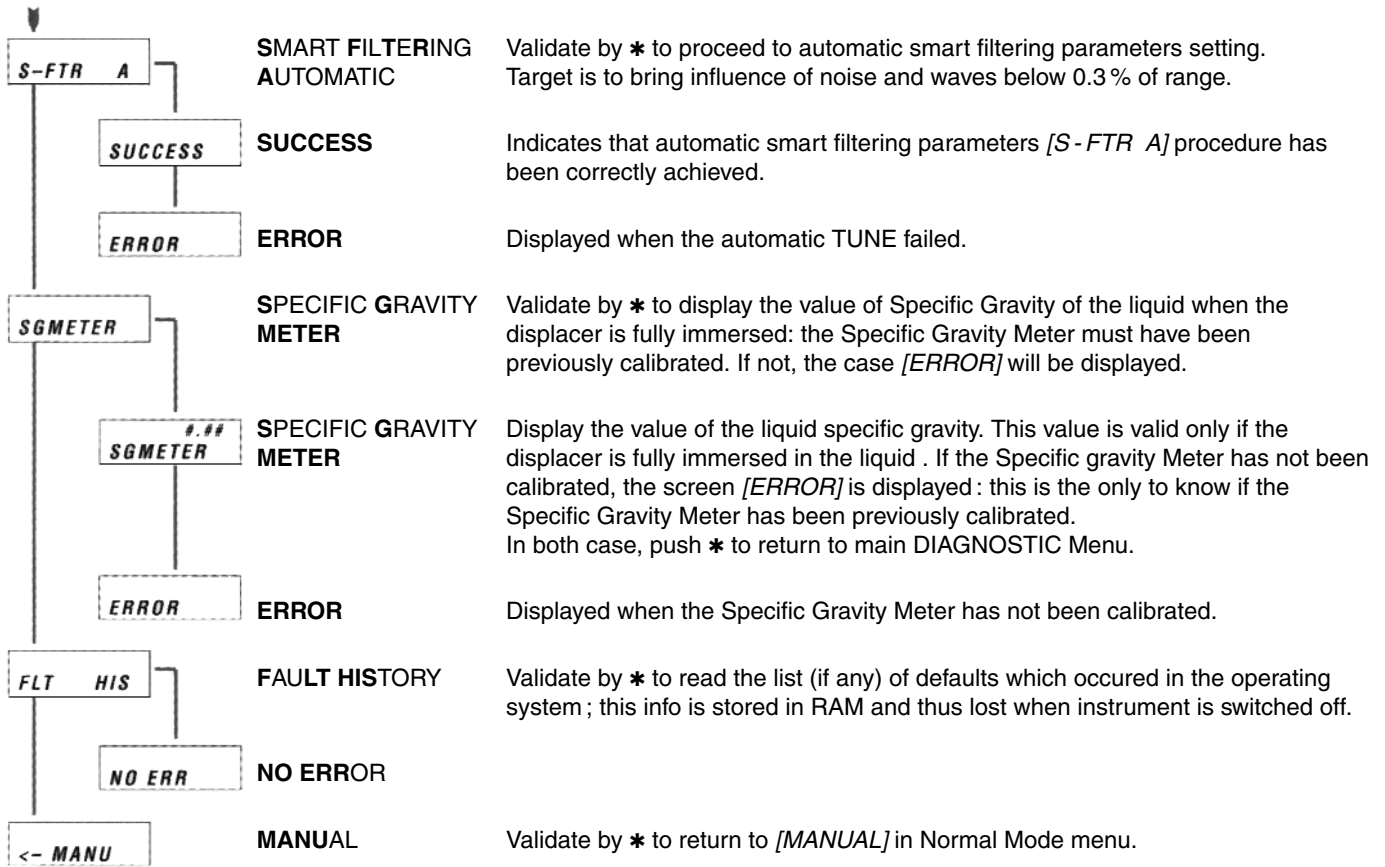 S-FTR A
SMART FILTERING
AUTOMATIC
Validate by ✱ to proceed to automatic smart filtering parameters setting.
Target is to bring influence of noise and waves below 0.3 % of range.
SUCCESS
SUCCESS
Indicates that automatic smart filtering parameters [S - FTR A] procedure has
been correctly achieved.
ERROR
ERROR
Displayed when the automatic TUNE failed.
SGMETER
SPECIFIC GRAVITY
METER
Validate by ✱ to display the value of Specific Gravity of the liquid when the
displacer is fully immersed: the Specific Gravity Meter must have been
previously calibrated. If not, the case [ERROR] will be displayed.
#.##
SGMETER
SPECIFIC GRAVITY
METER
Display the value of the liquid specific gravity. This value is valid only if the
displacer is fully immersed in the liquid . If the Specific gravity Meter has not been
calibrated, the screen [ERROR] is displayed : this is the only to know if the
Specific Gravity Meter has been previously calibrated.
In both case, push ✱ to return to main DIAGNOSTIC Menu.
ERROR
ERROR
Displayed when the Specific Gravity Meter has not been calibrated.
FLT HIS
FAULT HISTORY
Validate by ✱ to read the list (if any) of defaults which occured in the operating
system ; this info is stored in RAM and thus lost when instrument is switched off.
NO ERR
NO ERROR
<- MANU
MANUAL
Validate by ✱ to return to [MANUAL] in Normal Mode menu.